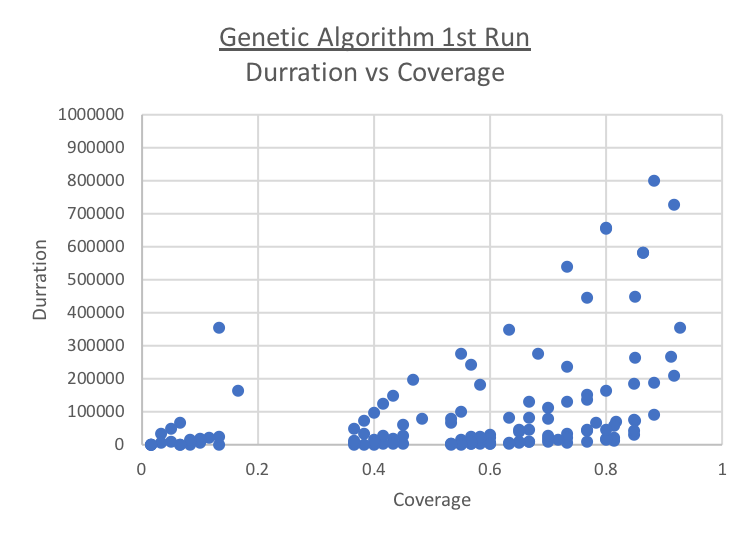 Genetic Algorithm 1st Run
Durration vs Coverage
1000000
900000
800000
700000
600000
500000
400000
300000
200000
100000
0
Durration
0 0.2 0.4 0.6 0.8 1
Coverage